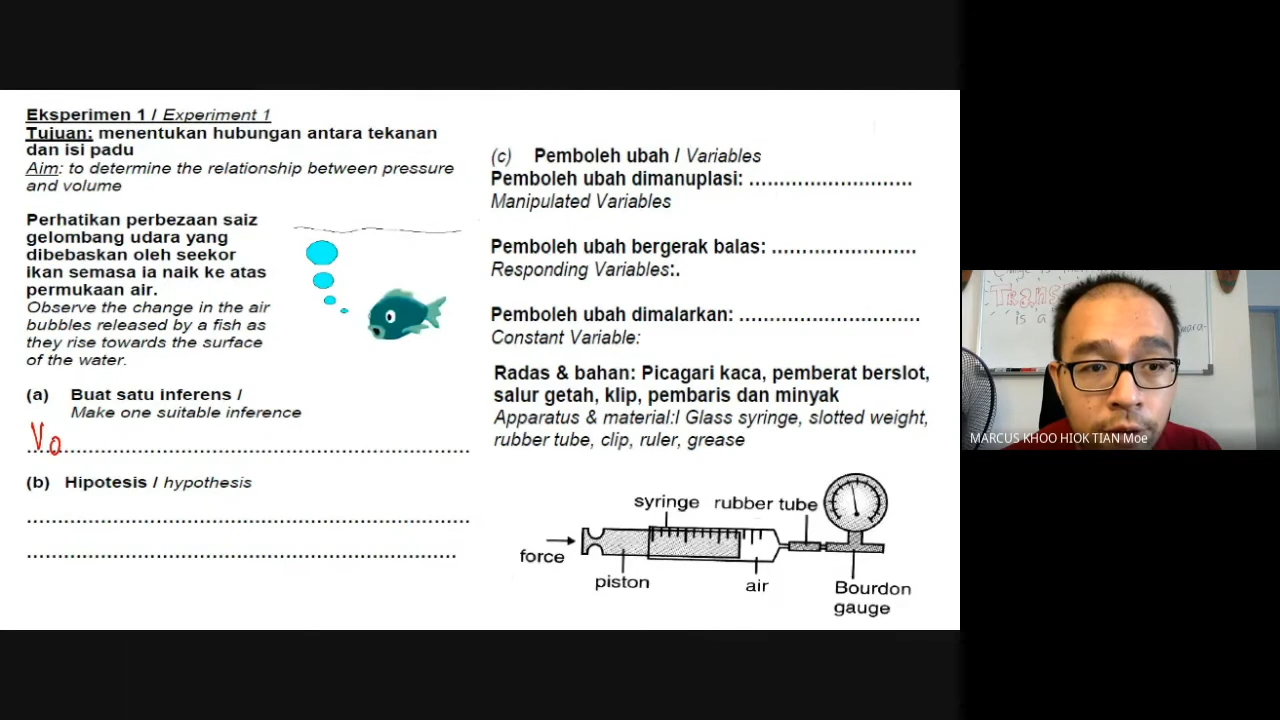 Eksperimen 1 / Experiment 1
Tujuan: menentukan hubungan antara tekanan
dan isi padu
Aim: to determine the relationship between pressure
and volume
Perhatikan perbezaan saiz
gelombang udara yang
dibebaskan oleh seekor
ikan semasa ia naik ke atas
permukaan air.
Observe the change in the air
bubbles released by a fish as
they rise towards the surface
of the water.
(a) Buat satu inferens /
Make one suitable inference
Vo
(b) Hipotesis / hypothesis
(c) Pemboleh ubah / Variables
Pemboleh ubah dimanuplasi: ...........................
Manipulated Variables
Pemboleh ubah bergerak balas: ........................
Responding Variables:.
Pemboleh ubah dimalarkan: ..............................
Constant Variable:
Radas & bahan: Picagari kaca, pemberat berslot,
salur getah, klip, pembaris dan minyak
Apparatus & material:l Glass syringe, slotted weight,
rubber tube, clip, ruler, grease
syringe rubber tube
force
piston air
Bourdon
gauge
is a
MARCUS KHOO HIOK TIAN Moe